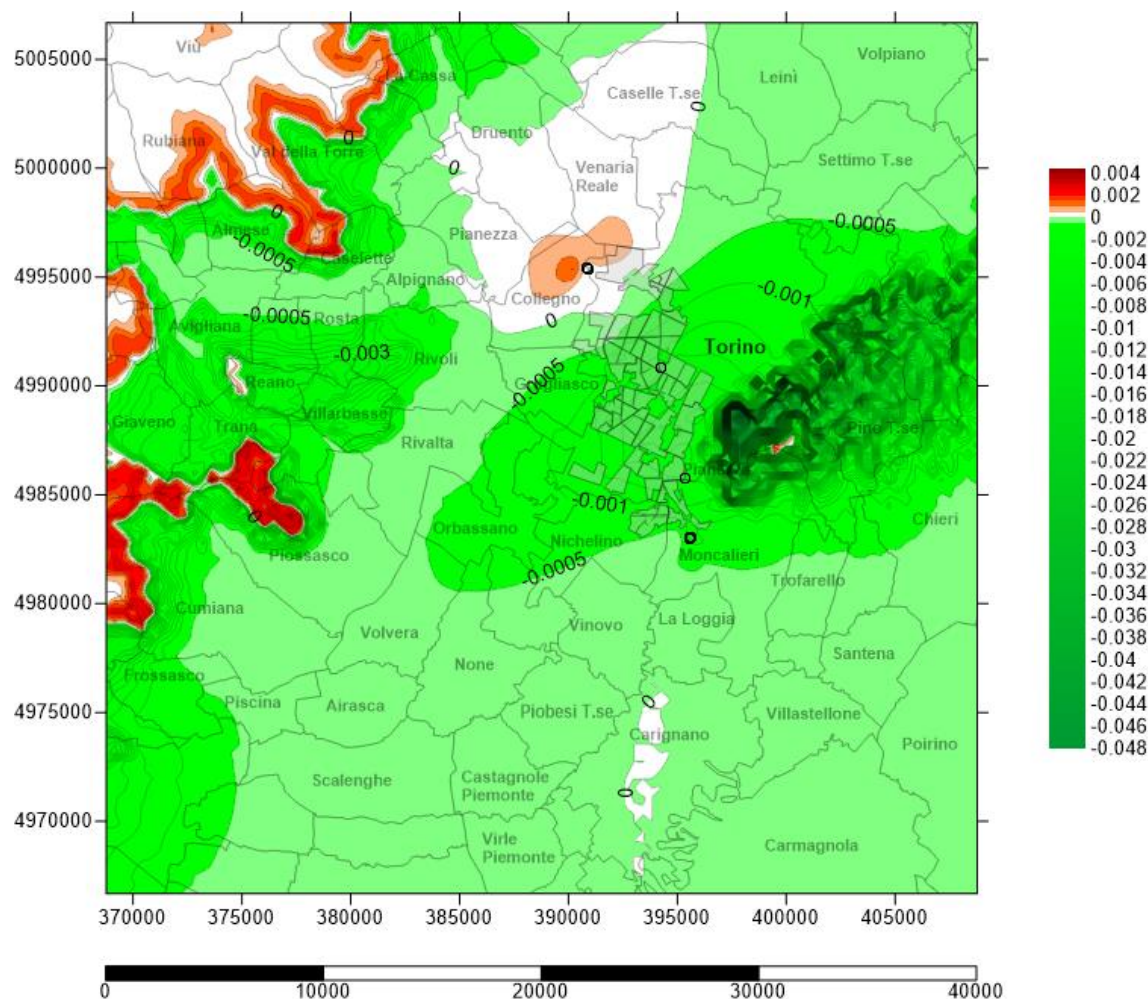 5005000
5000000
4995000
4990000
4985000
4980000
4975000
4970000
Viù
La Cassa
Volpiano
Leinì
Caselle T.se
0
Druento
Rubiana
0
Val della Torre
0
Venaria
Reale
Settimo T.se
0
Almese
-0.0005
Pianezza
-0.0005
Caselette
Alpignano
Collegno
-0.001
0
-0.0005
Rosta
Avigliana
-0.003
Rivoli
Torino
Reano
-0.0005
Grugliasco
Giaveno
Villarbasse
Trana
Rivalta
Pino T.se
-0.001
0
Orbassano
Nichelino
Chieri
Piossasco
-0.0005
Moncalieri
Trofarello
Cumiana
Volvera
Vinovo
La Loggia
None
Santena
Frossasco
Piscina
Airasca
Piobesi T.se
0
Villastellone
Carignano
Poirino
Scalenghe
Castagnole
Piemonte
0
Virle
Piemonte
Carmagnola
370000 375000 380000 385000 390000 395000 400000 405000
0 10000 20000 30000 40000
0.004
0.002
0
-0.002
-0.004
-0.006
-0.008
-0.01
-0.012
-0.014
-0.016
-0.018
-0.02
-0.022
-0.024
-0.026
-0.028
-0.03
-0.032
-0.034
-0.036
-0.038
-0.04
-0.042
-0.044
-0.046
-0.048